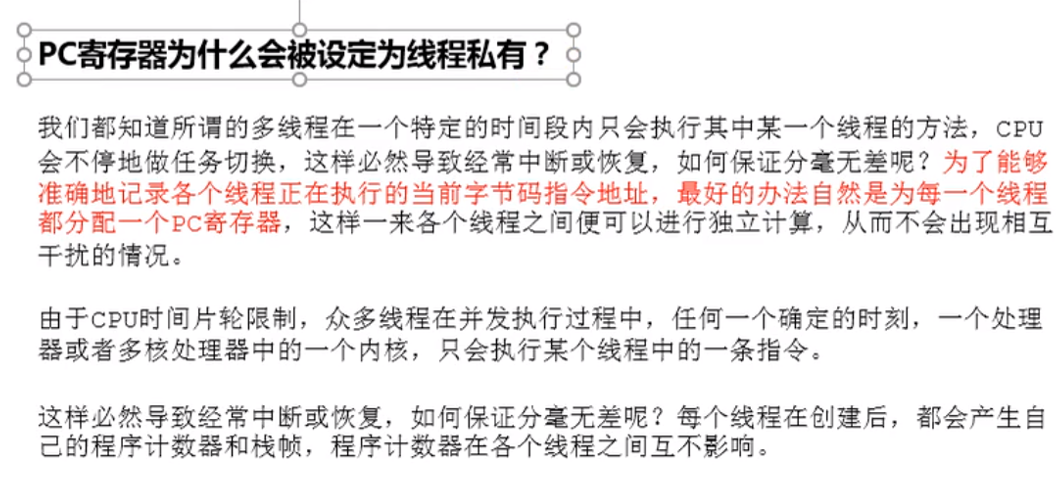 PC寄存器为什么会被设定为线程私有？
我们都知道所谓的多线程在一个特定的时间段内只会执行其中某一个线程的方法，CPU
会不停地做任务切换，这样必然导致经常中断或恢复，如何保证分毫无差呢？为了能够
准确地记录各个线程正在执行的当前字节码指令地址，最好的办法自然是为每一个线程
都分配一个PC寄存器，这样一来各个线程之间便可以进行独立计算，从而不会出现相互
干扰的情况。
由于CPU时间片轮限制，众多线程在并发执行过程中，任何一个确定的时刻，一个处理
器或者多核处理器中的一个内核，只会执行某个线程中的一条指令。
这样必然导致经常中断或恢复，如何保证分毫无差呢？每个线程在创建后，都会产生自
己的程序计数器和栈帧，程序计数器在各个线程之间互不影响。